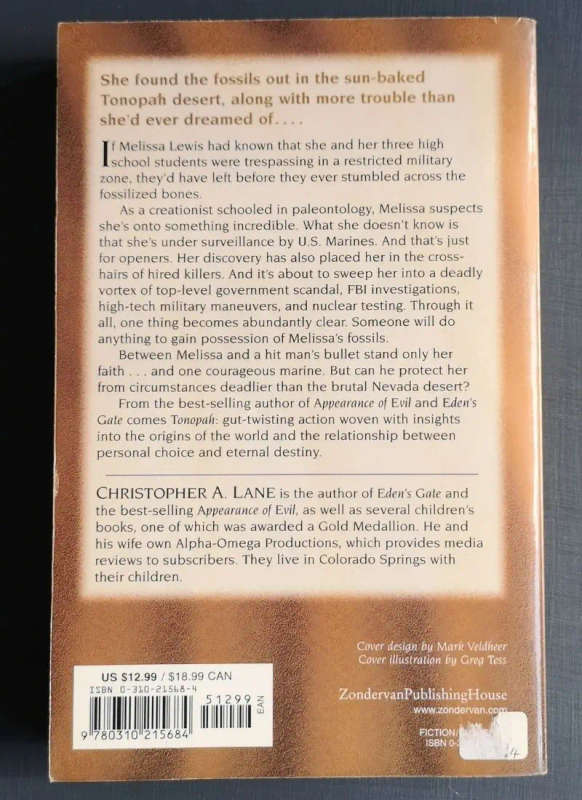 She found the fossils out in the sun-baked
Tonopah desert, along with more trouble than
she'd ever dreamed of. . . .
If Melissa Lewis had known that she and her three high
school students were trespassing in a restricted military
zone, they'd have left before they ever stumbled across the
fossilized bones.
As a creationist schooled in paleontology, Melissa suspects
she's onto something incredible. What she doesn't know is
that she's under surveillance by U.S. Marines. And that's just
for openers. Her discovery has also placed her in the cross-
hairs of hired killers. And it's about to sweep her into a deadly
vortex of top-level government scandal, FBI investigations,
high-tech military maneuvers, and nuclear testing. Through it
all, one thing becomes abundantly clear. Someone will do
anything to gain possession of Melissa's fossils.
Between Melissa and a hit man's bullet stand only her
faith . . . and one courageous marine. But can he protect her
from circumstances deadlier than the brutal Nevada desert?
From the best-selling author of Appearance of Evil and Eden's
Gate comes Tonopah: gut-twisting action woven with insights
into the origins of the world and the relationship between
personal choice and eternal destiny.
CHRISTOPHER A. LANE is the author of Eden's Gate and
the best-selling Appearance of Evil, as well as several children's
books, one of which was awarded a Gold Medallion. He and
his wife own Alpha-Omega Productions, which provides media
reviews to subscribers. They live in Colorado Springs with
their children.
Cover design by Mark Veldheer
Cover illustration by Greg Tess
US $12.99 / $18.99 CAN
ISBN 0-310-21568-4
51299
EAN
9 780310 215684
ZondervanPublishingHouse
www.zondervan.com
FICTION/
ISBN 0-